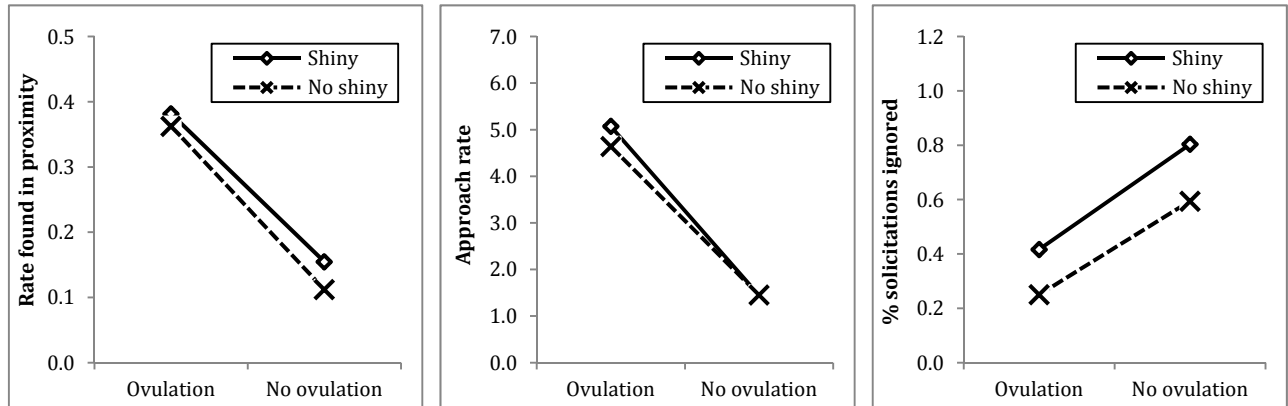 Rate found in proximity
0.5
0.4
0.3
0.2
0.1
0.0
Shiny
No shiny
Ovulation No ovulation
Approach rate
7.0
6.0
5.0
4.0
3.0
2.0
1.0
0.0
Shiny
No shiny
Ovulation No ovulation
% solicitations ignored
1.2
1.0
0.8
0.6
0.4
0.2
0.0
Shiny
No shiny
Ovulation No ovulation